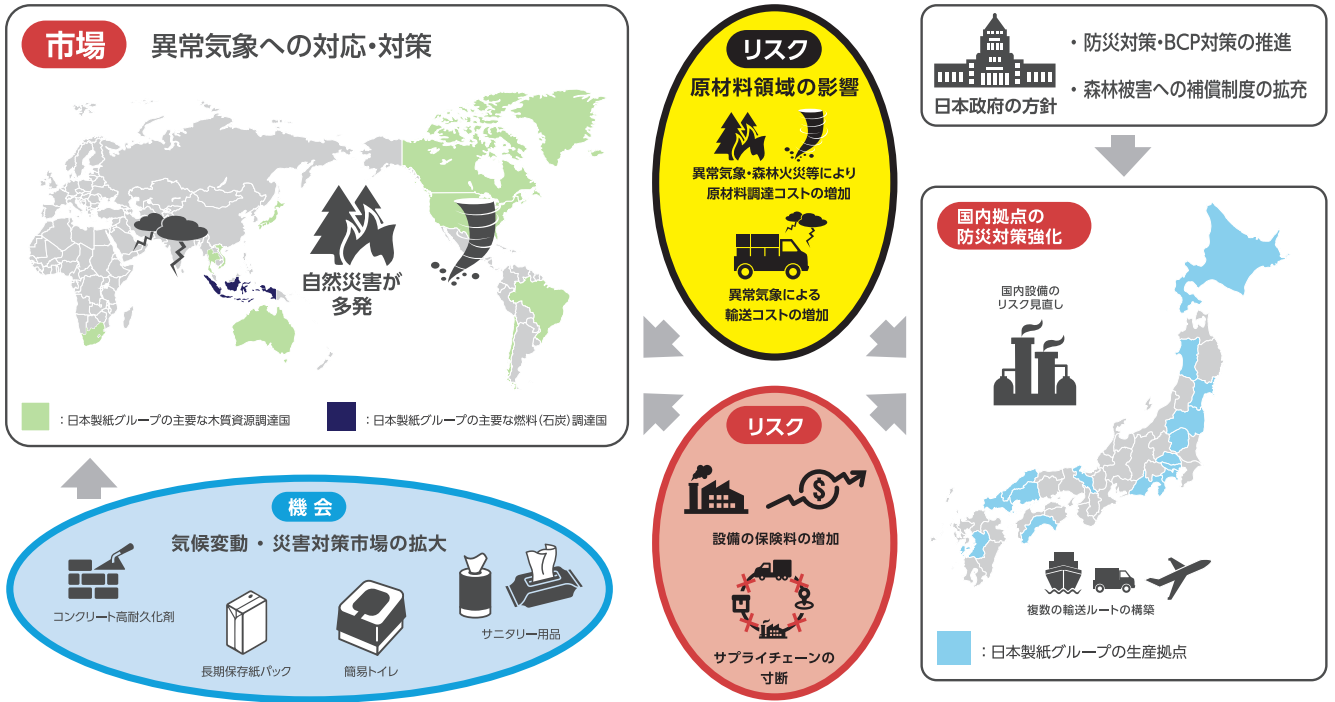 市場
異常気象への対応・対策
自然災害が
多発
：日本製紙グループの主要な木質資源調達国
：日本製紙グループの主要な燃料（石炭）調達国
機会
気候変動・災害対策市場の拡大
コンクリート高耐久化剤
長期保存紙パック
簡易トイレ
サニタリー用品
リスク
原材料領域の影響
異常気象・森林火災等により
原材料調達コストの増加
異常気象による
輸送コストの増加
リスク
$
設備の保険料の増加
サプライチェーンの
寸断
日本政府の方針
・防災対策・BCP対策の推進
・森林被害への補償制度の拡充
国内拠点の
防災対策強化
国内設備の
リスク見直し
複数の輸送ルートの構築
：日本製紙グループの生産拠点